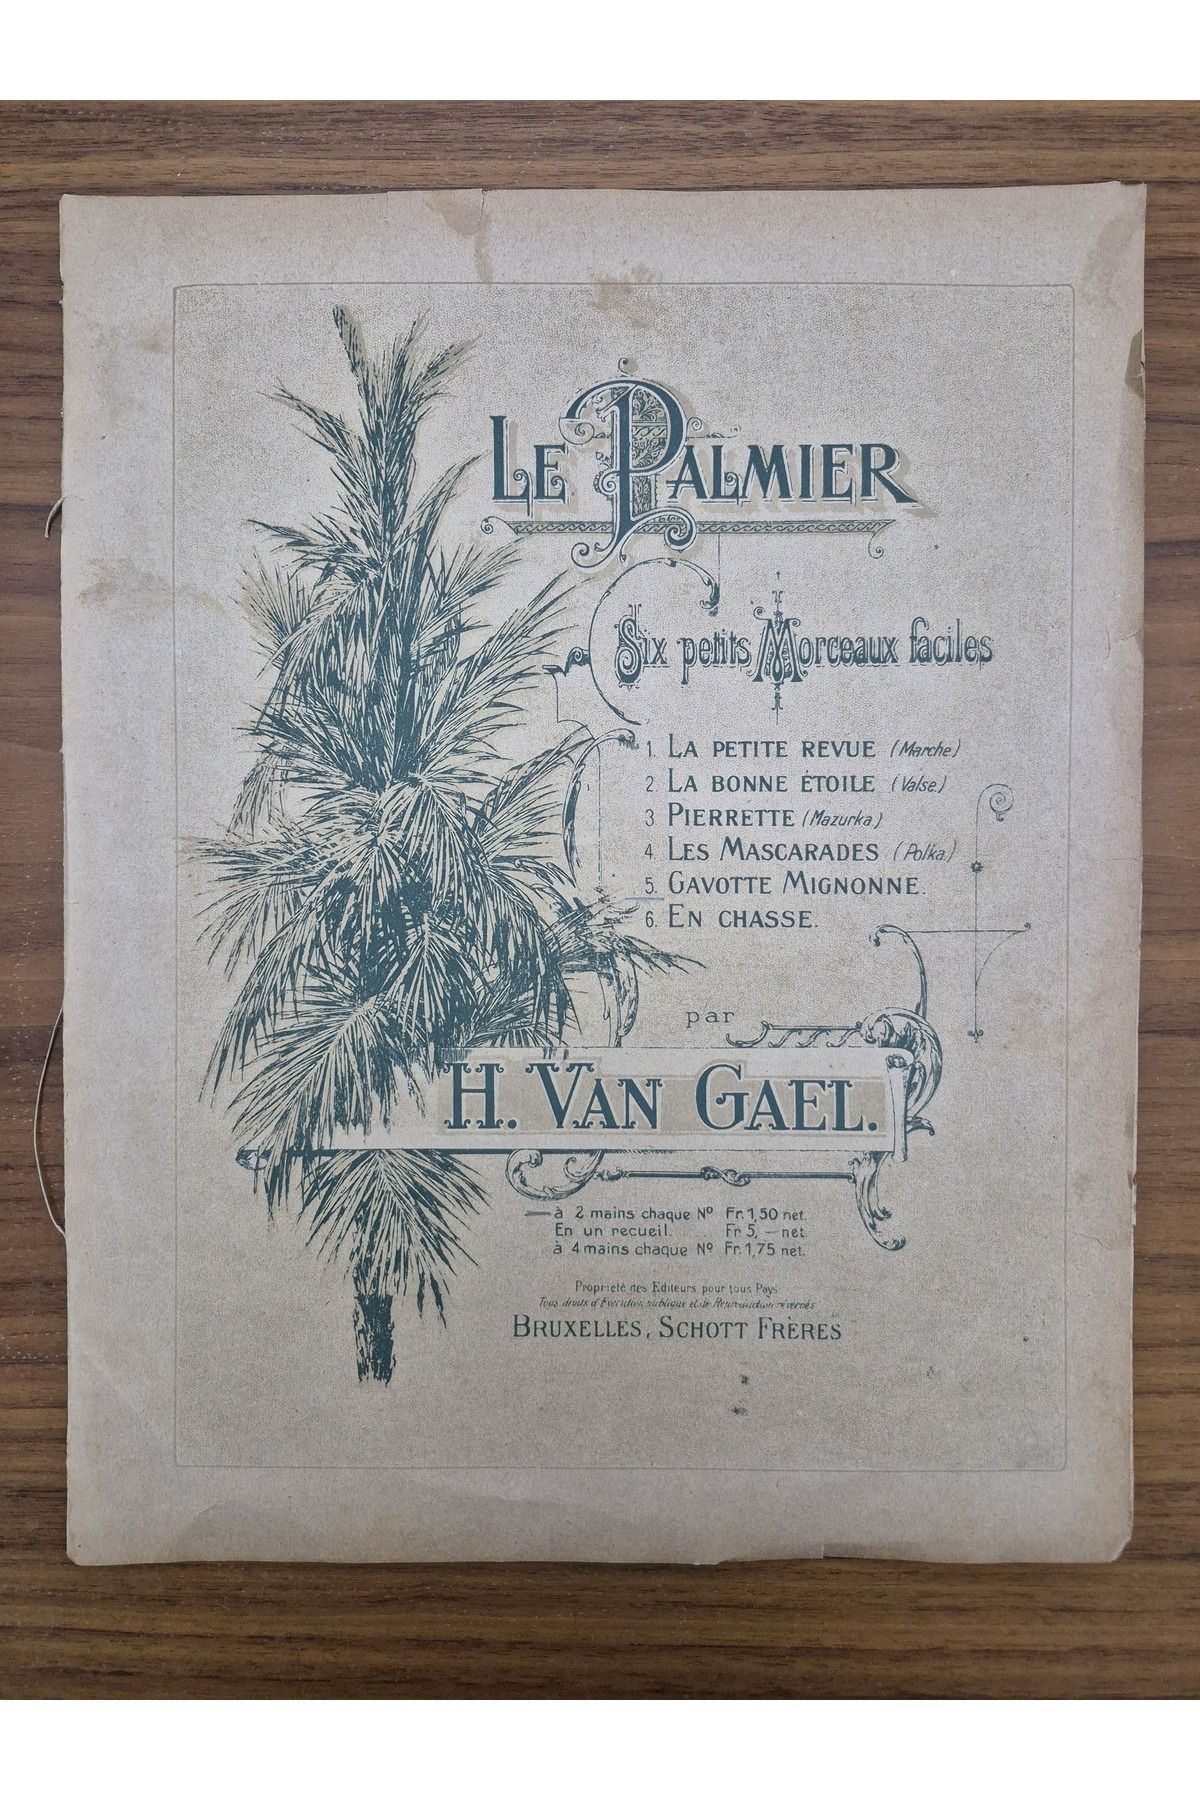 LE PALMIER
Six petits Morceaux faciles
1. LA PETITE REVUE (Marche)
2. LA BONNE ÉTOILE (Valse)
3 PIERRETTE (Mazurka)
4. LES MASCARADES (Polka)
5. GAVOTTE MIGNONNE.
6. EN CHASSE.
par
H. VAN GAEL.
à 2 mains chaque Nº Fr. 1,50 net.
En un recueil. Fr 5, — net.
à 4 mains chaque Nº Fr. 1,75 net.
Propriété des Editeurs pour tous Pays
Tous droits d'Exécution publique et de Reproduction réservés
BRUXELLES, SCHOTT FRÈRES